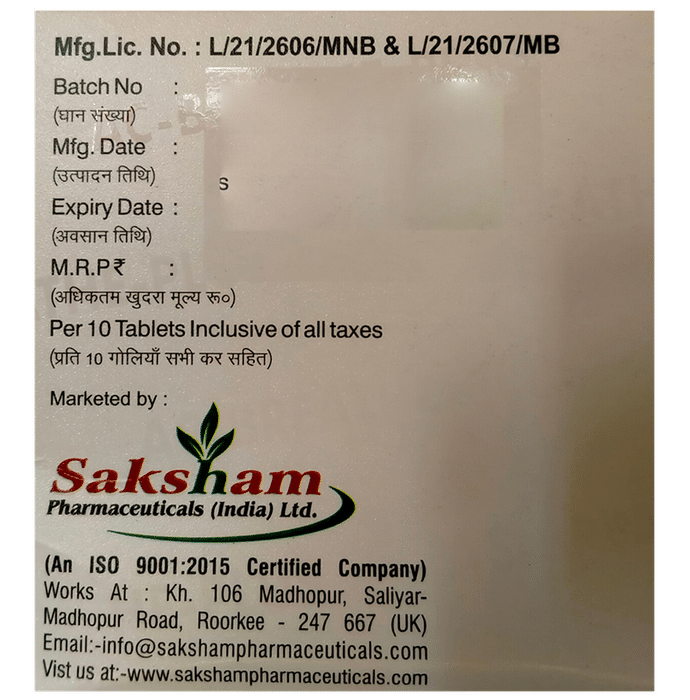 Mfg.Lic. No. : L/21/2606/MNB & L/21/2607/MB
Batch No :
(घान संख्या)
Mfg. Date :
(उत्पादन तिथि)
s
Expiry Date :
(अवसान तिथि)
M.R.P₹ :
(अधिकतम खुदरा मूल्य रू०)
Per 10 Tablets Inclusive of all taxes
(प्रति 10 गोलियाँ सभी कर सहित)
Marketed by :
Saksham
Pharmaceuticals (India) Ltd.
(An ISO 9001:2015 Certified Company)
Works At : Kh. 106 Madhopur, Saliyar-
Madhopur Road, Roorkee - 247 667 (UK)
Email:-info@sakshampharmaceuticals.com
Vist us at:-www.sakshampharmaceuticals.com